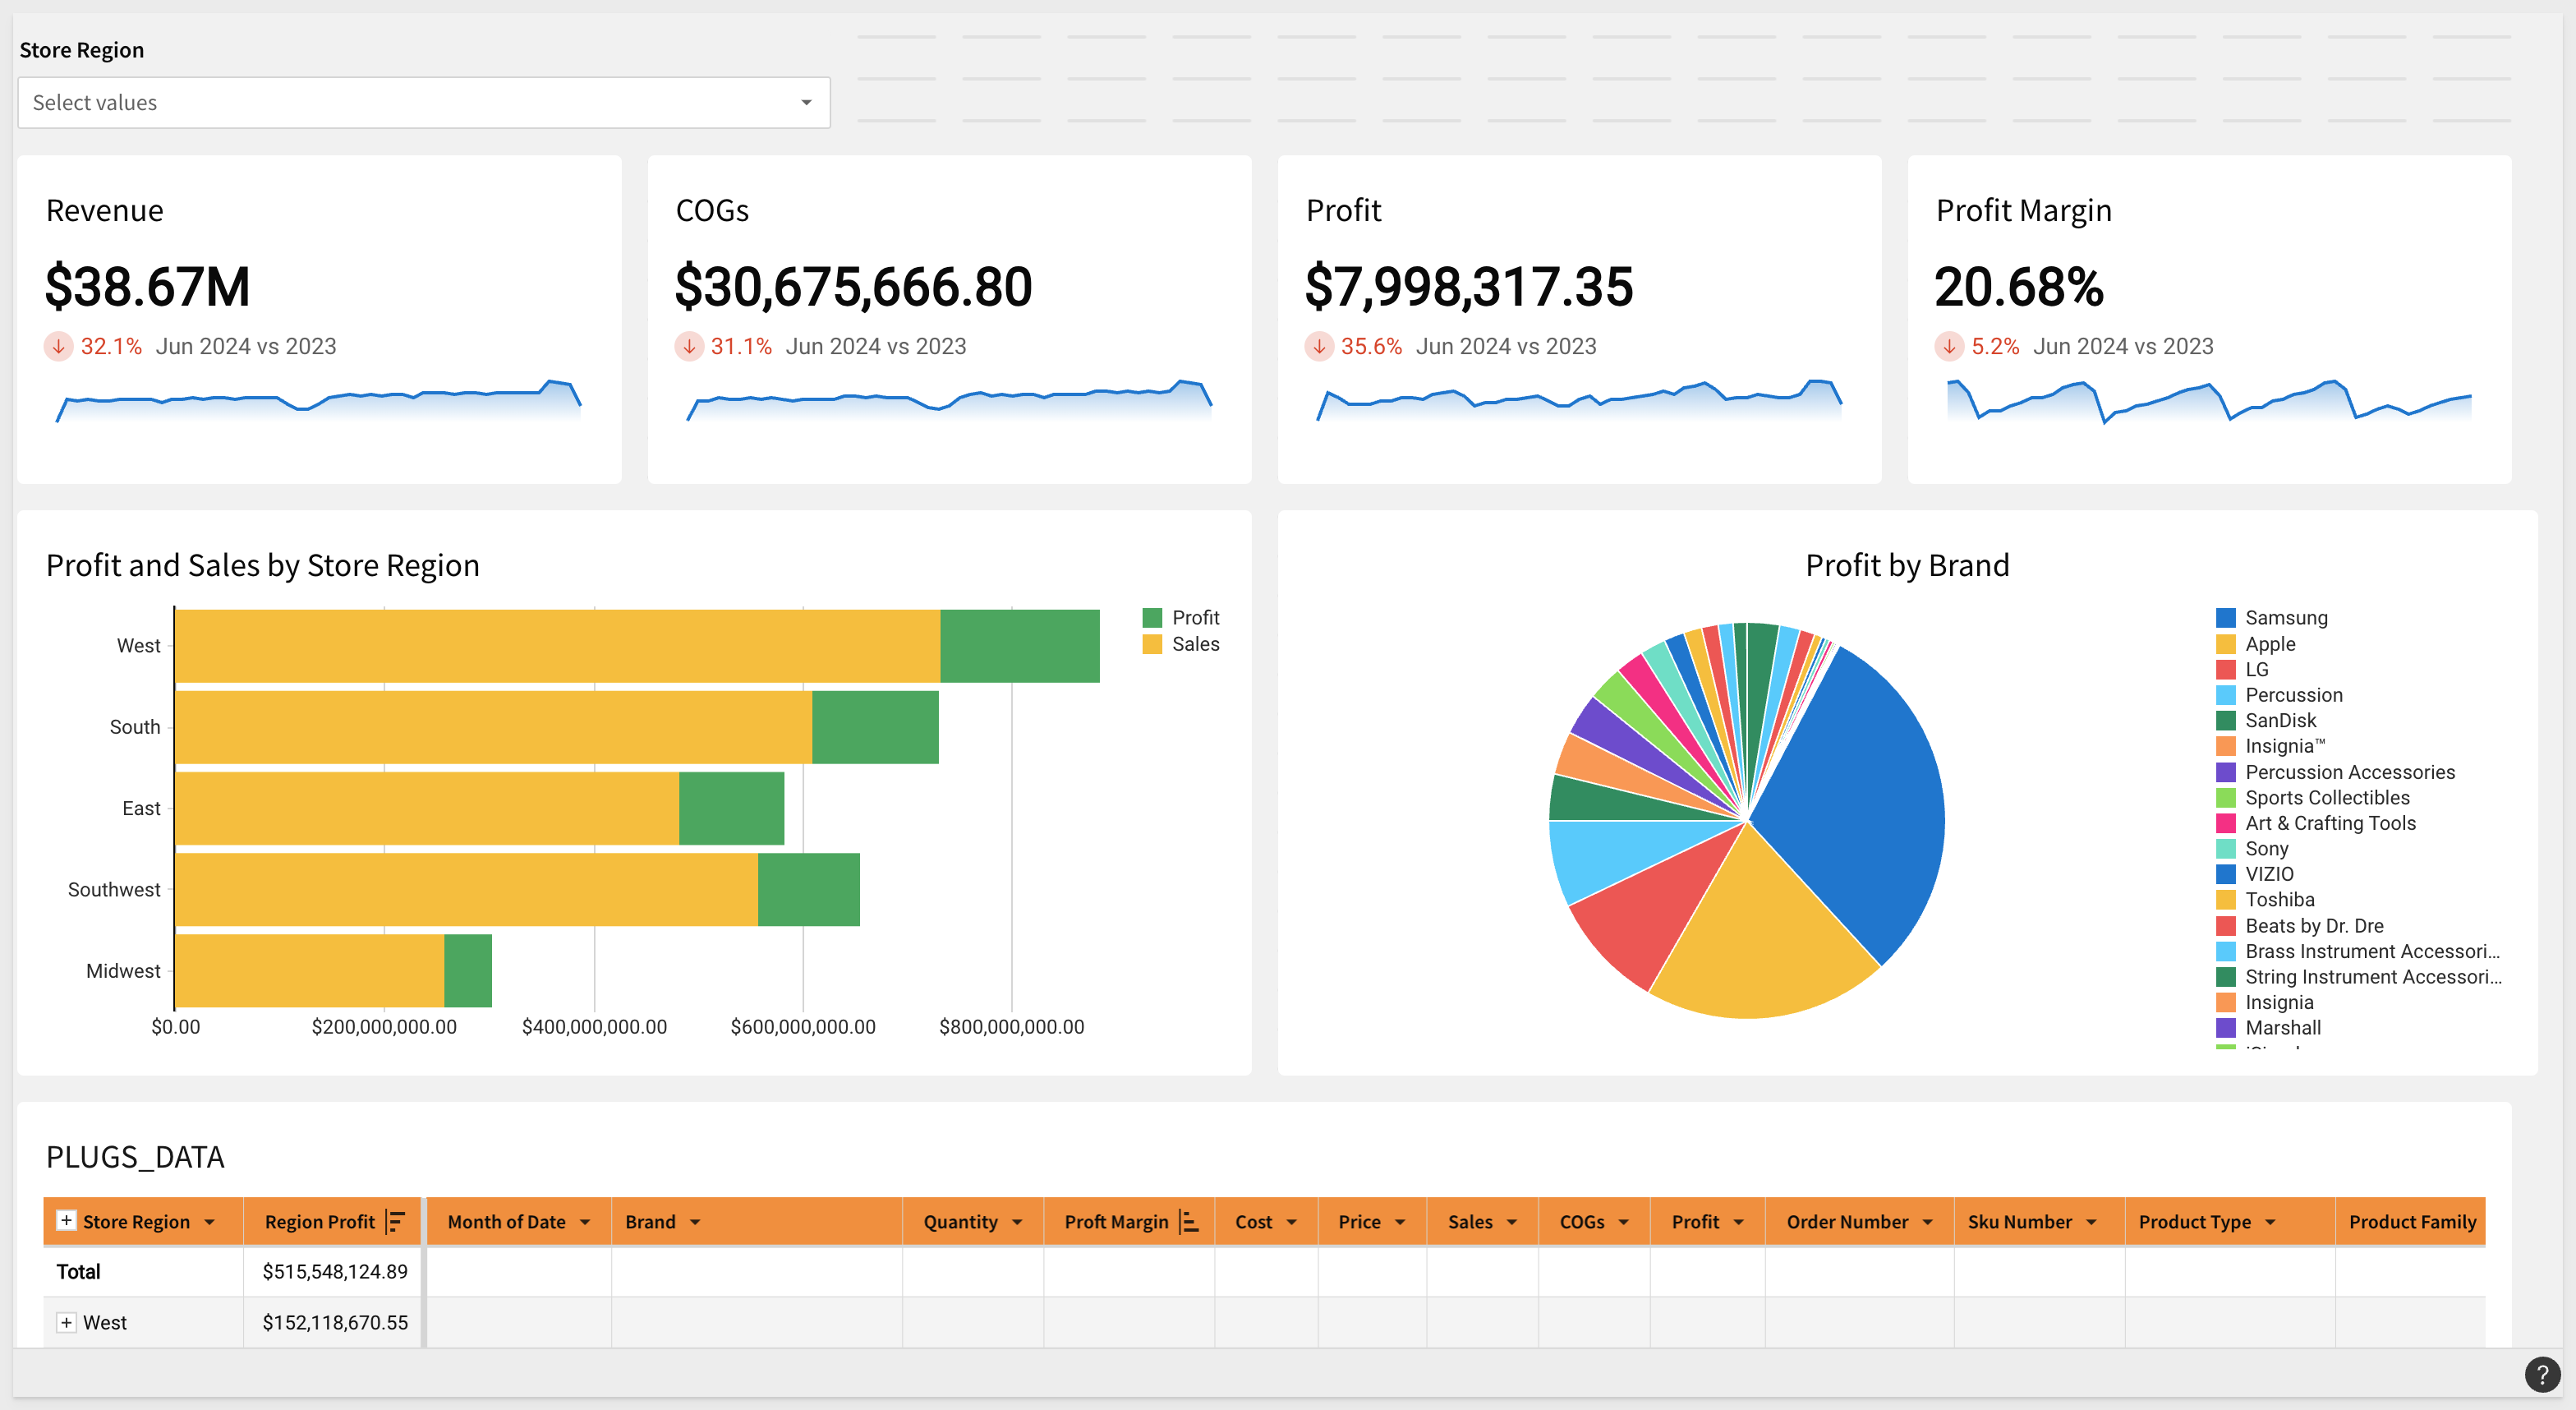 Store Region
Select values
Revenue
$38.67M
32.1% Jun 2024 vs 2023
COGs
$30,675,666.80
31.1% Jun 2024 vs 2023
Profit
$7,998,317.35
35.6% Jun 2024 vs 2023
Profit Margin
20.68%
5.2% Jun 2024 vs 2023
Profit and Sales by Store Region
West
South
East
Southwest
Midwest
$0.00 $200,000,000.00 $400,000,000.00 $600,000,000.00 $800,000,000.00
Profit
Sales
Profit by Brand
Samsung
Apple
LG
Percussion
SanDisk
Insignia™
Percussion Accessories
Sports Collectibles
Art & Crafting Tools
Sony
VIZIO
Toshiba
Beats by Dr. Dre
Brass Instrument Accessori...
String Instrument Accessori...
Insignia
Marshall
PLUGS_DATA
Store Region Region Profit Month of Date Brand Quantity Proft Margin Cost Price Sales COGs Profit Order Number Sku Number Product Type Product Family
Total $515,548,124.89
West $152,118,670.55
?